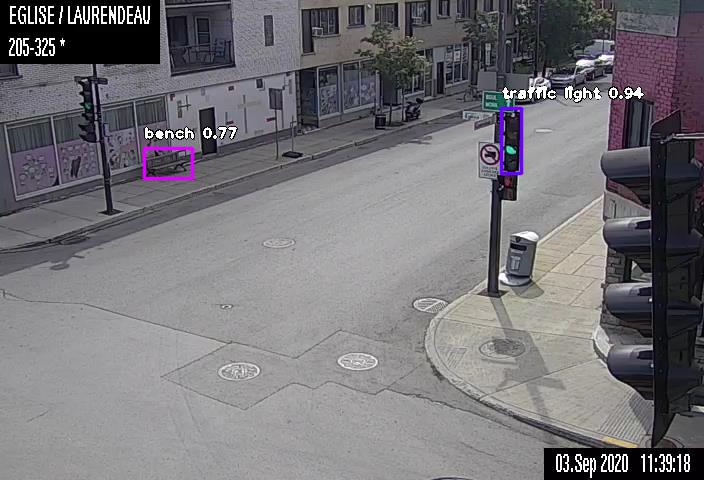 EGLISE / LAURENDEAU
205-325 *
traffic light 0.94
bench 0.77
03.Sep 2020 11:39:18